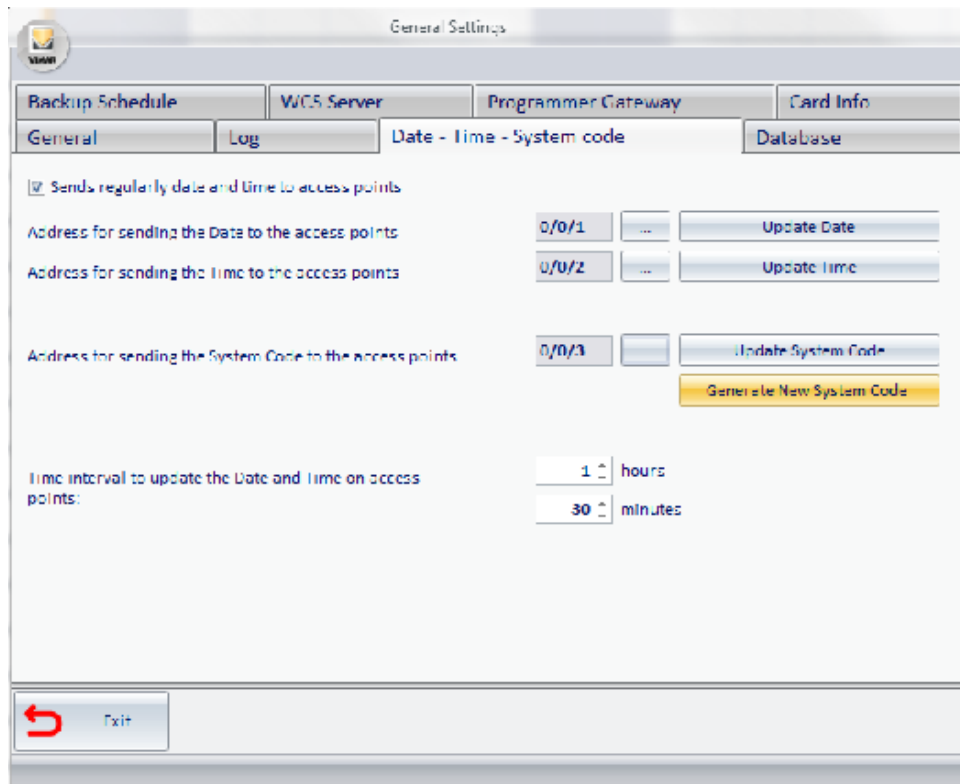 General Settings
VIMAR
Backup Schedule WCS Server Programmer Gateway Card Info
General Log Date - Time - System code Database
Sends regularly date and time to access points
Address for sending the Date to the access points 0/0/1 ... Update Date
Address for sending the Time to the access points 0/0/2 ... Update Time
Address for sending the System Code to the access points 0/0/3 Update System Code
Generate New System Code
Time interval to update the Date and Time on access
points:
1 hours
30 minutes
Exit